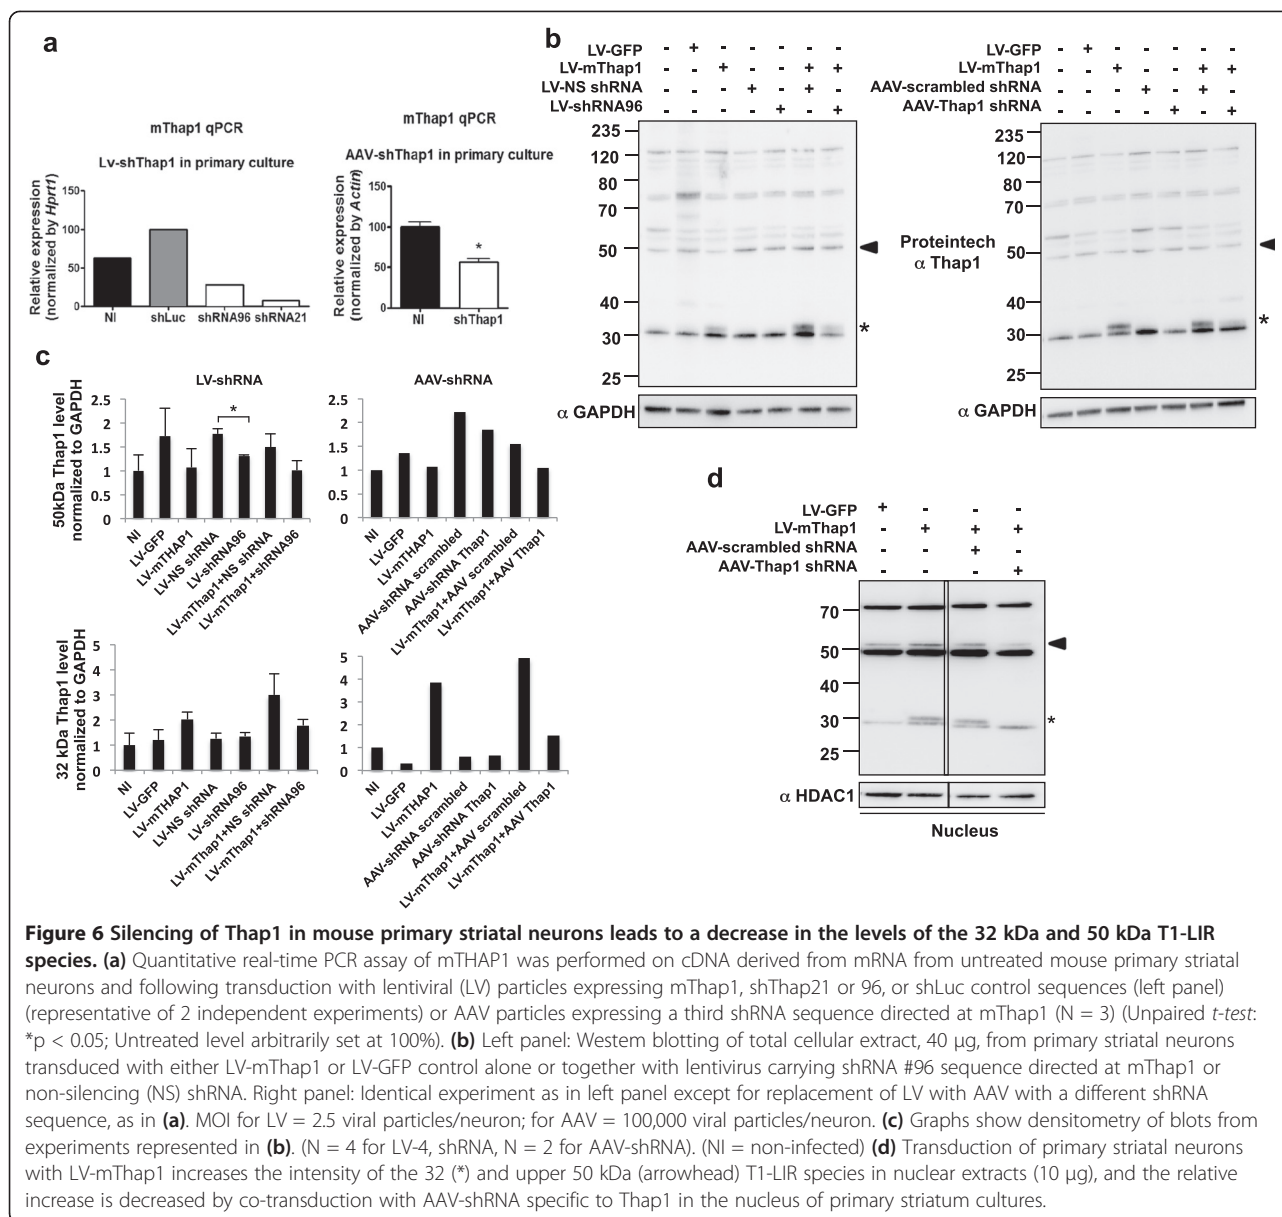 a
mThap1 qPCR
Lv-shThap1 in primary culture
Relative expression
(normalized by Hprt1)
150
100
50
0
NI shLuc shRNA96 shRNA21
mThap1 qPCR
AAV-shThap1 in primary culture
Relative expression
(normalized by Actin)
150
100
50
0
*
NI shThap1
b
LV-GFP - + - - - - -
LV-mThap1 - - + - - + +
LV-NS shRNA - - - + - + -
LV-shRNA96 - - - - + - +
235
120
80
70
50
40
30
25
*
α GAPDH
LV-GFP - + - - - - -
LV-mThap1 - - + - - + +
AAV-scrambled shRNA - - - + - + -
AAV-Thap1 shRNA - - - - + - +
Proteintech
α Thap1
235
120
80
70
50
40
30
25
*
α GAPDH
c
LV-shRNA
50kDa Thap1 level
normalized to GAPDH
2.5
2
1.5
1
0.5
0
*
NI
LV-GFP
LV-mTHAP1
LV-NS shRNA
LV-shRNA96
LV-mThap1+NS shRNA
LV-mThap1+shRNA96
AAV-shRNA
2.5
2
1.5
1
0.5
0
NI
LV-GFP
LV-mTHAP1
AAV-shRNA scrambled
AAV-shRNA Thap1
LV-mThap1+AAV scrambled
LV-mThap1+AAV Thap1
32 kDa Thap1 level
normalized to GAPDH
5
4
3
2
1
0
NI
LV-GFP
LV-mTHAP1
LV-NS shRNA
LV-shRNA96
LV-mThap1+NS shRNA
LV-mThap1+shRNA96
5
4
3
2
1
0
NI
LV-GFP
LV-mTHAP1
AAV-shRNA scrambled
AAV-shRNA Thap1
LV-mThap1+AAV scrambled
LV-mThap1+AAV Thap1
d
LV-GFP + - - -
LV-mThap1 - + + +
AAV-scrambled shRNA - - + -
AAV-Thap1 shRNA - - - +
70
50
40
30
25
*
α HDAC1
Nucleus
Figure 6 Silencing of Thap1 in mouse primary striatal neurons leads to a decrease in the levels of the 32 kDa and 50 kDa T1-LIR
species. (a) Quantitative real-time PCR assay of mTHAP1 was performed on cDNA derived from mRNA from untreated mouse primary striatal
neurons and following transduction with lentiviral (LV) particles expressing mThap1, shThap21 or 96, or shLuc control sequences (left panel)
(representative of 2 independent experiments) or AAV particles expressing a third shRNA sequence directed at mThap1 (N = 3) (Unpaired t-test:
*p < 0.05; Untreated level arbitrarily set at 100%). (b) Left panel: Western blotting of total cellular extract, 40 μg, from primary striatal neurons
transduced with either LV-mThap1 or LV-GFP control alone or together with lentivirus carrying shRNA #96 sequence directed at mThap1 or
non-silencing (NS) shRNA. Right panel: Identical experiment as in left panel except for replacement of LV with AAV with a different shRNA
sequence, as in (a). MOI for LV = 2.5 viral particles/neuron; for AAV = 100,000 viral particles/neuron. (c) Graphs show densitometry of blots from
experiments represented in (b). (N = 4 for LV-4, shRNA, N = 2 for AAV-shRNA). (NI = non-infected) (d) Transduction of primary striatal neurons
with LV-mThap1 increases the intensity of the 32 (*) and upper 50 kDa (arrowhead) T1-LIR species in nuclear extracts (10 μg), and the relative
increase is decreased by co-transduction with AAV-shRNA specific to Thap1 in the nucleus of primary striatum cultures.